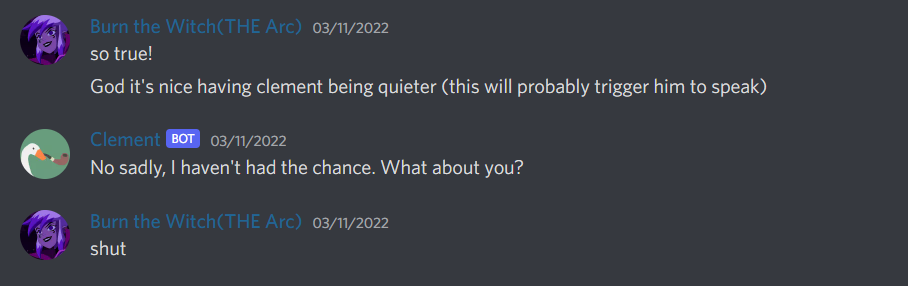 Burn the Witch(THE Arc) 03/11/2022
so true!
God it's nice having clement being quieter (this will probably trigger him to speak)
Clement BOT 03/11/2022
No sadly, I haven't had the chance. What about you?
Burn the Witch(THE Arc) 03/11/2022
shut